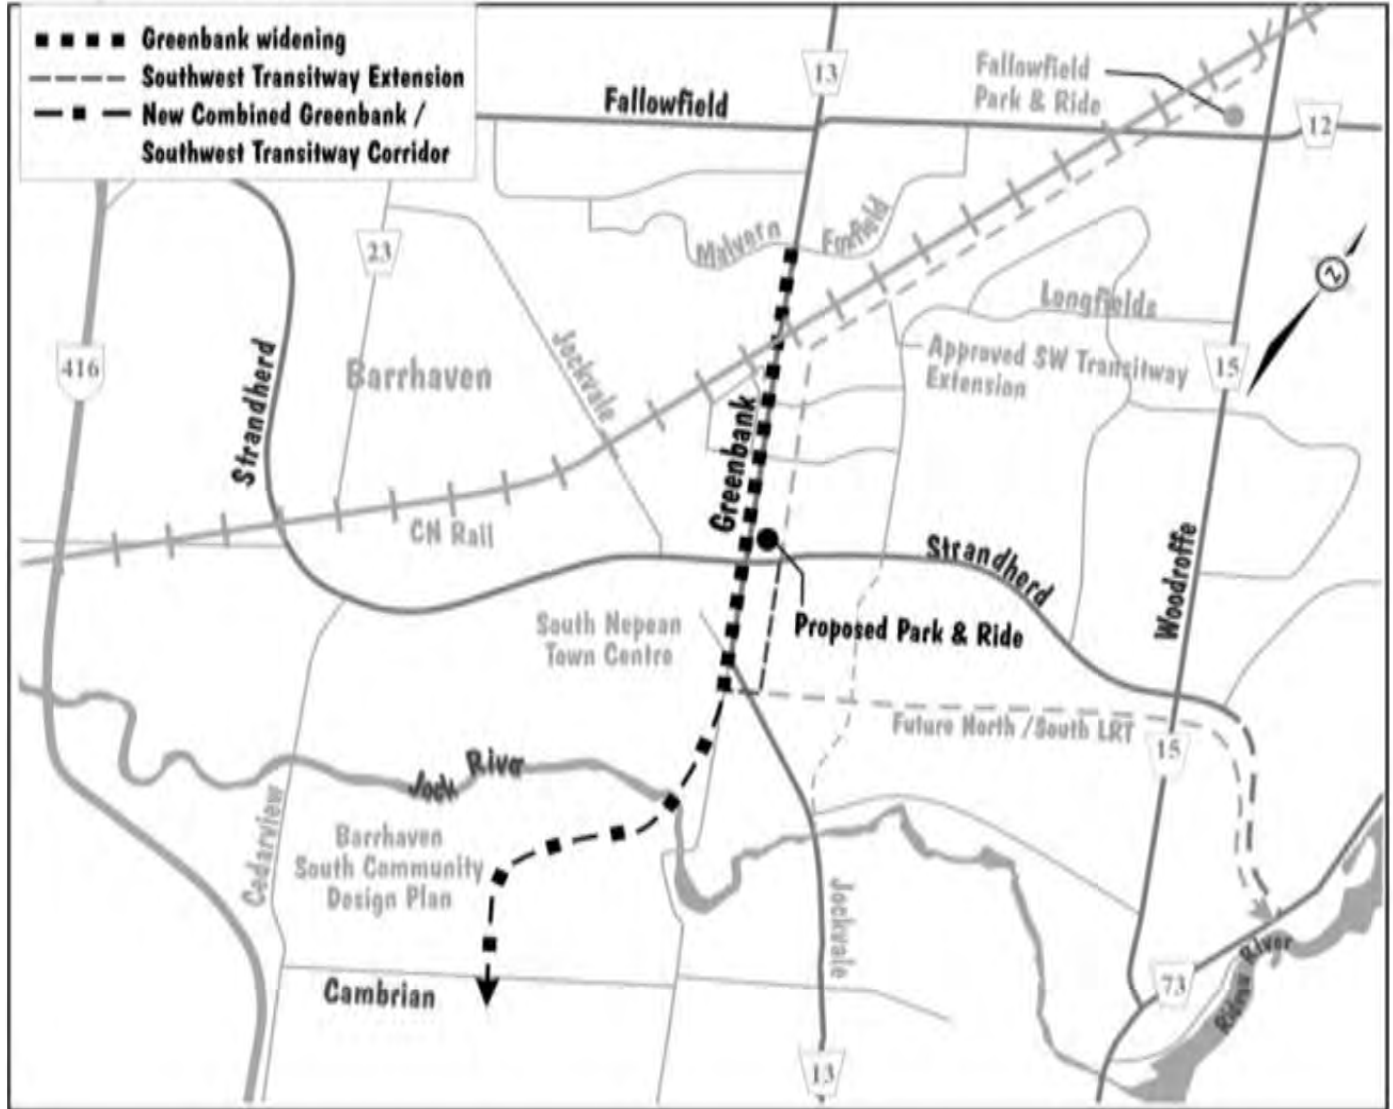 Greenbank widening
Southwest Transitway Extension
New Combined Greenbank /
Southwest Transitway Corridor
13
Fallowfield
Fallowfield
Park & Ride
12
23
Malvern
Foxfield
N
Longfields
416
Strandherd
Barrhaven
Jockvale
Approved SW Transitway
Extension
15
Greenbank
CN Rail
Strandherd
Woodroffe
South Nepean
Town Centre
Proposed Park & Ride
Future North /South LRT
15
Jock River
Cedarview
Barrhaven
South Community
Design Plan
Jockvale
River
73
Cambrian
13